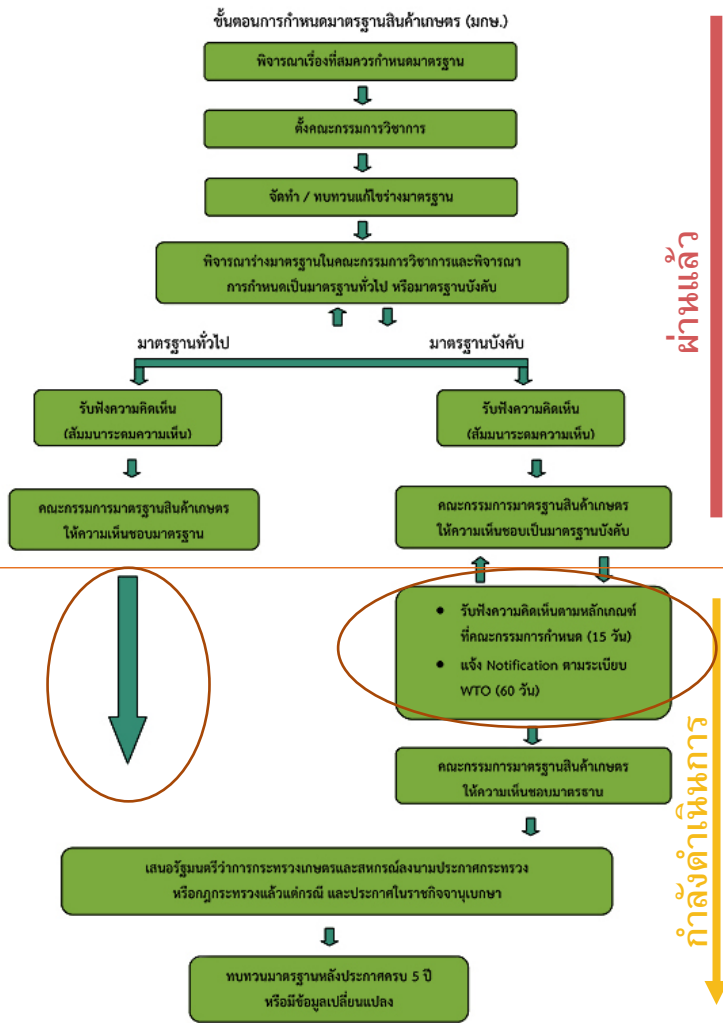 ขั้นตอนการกำหนดมาตรฐานสินค้าเกษตร (มกษ.)
พิจารณาเรื่องที่สมควรกำหนดมาตรฐาน
ตั้งคณะกรรมการวิชาการ
จัดทำ / ทบทวนแก้ไขร่างมาตรฐาน
พิจารณาร่างมาตรฐานในคณะกรรมการวิชาการและพิจารณา
การกำหนดเป็นมาตรฐานทั่วไป หรือมาตรฐานบังคับ
มาตรฐานทั่วไป
มาตรฐานบังคับ
รับฟังความคิดเห็น
(สัมมนาระดมความเห็น)
รับฟังความคิดเห็น
(สัมมนาระดมความเห็น)
คณะกรรมการมาตรฐานสินค้าเกษตร
ให้ความเห็นชอบมาตรฐาน
คณะกรรมการมาตรฐานสินค้าเกษตร
ให้ความเห็นชอบเป็นมาตรฐานบังคับ
ผ่านแล้ว
• รับฟังความคิดเห็นตามหลักเกณฑ์
ที่คณะกรรมการกำหนด (15 วัน)
• แจ้ง Notification ตามระเบียบ
WTO (60 วัน)
คณะกรรมการมาตรฐานสินค้าเกษตร
ให้ความเห็นชอบมาตรฐาน
เสนอรัฐมนตรีว่าการกระทรวงเกษตรและสหกรณ์ลงนามประกาศกระทรวง
หรือกฎกระทรวงแล้วแต่กรณี และประกาศในราชกิจจานุเบกษา
ทบทวนมาตรฐานหลังประกาศครบ 5 ปี
หรือมีข้อมูลเปลี่ยนแปลง
กำลังดำเนินการ